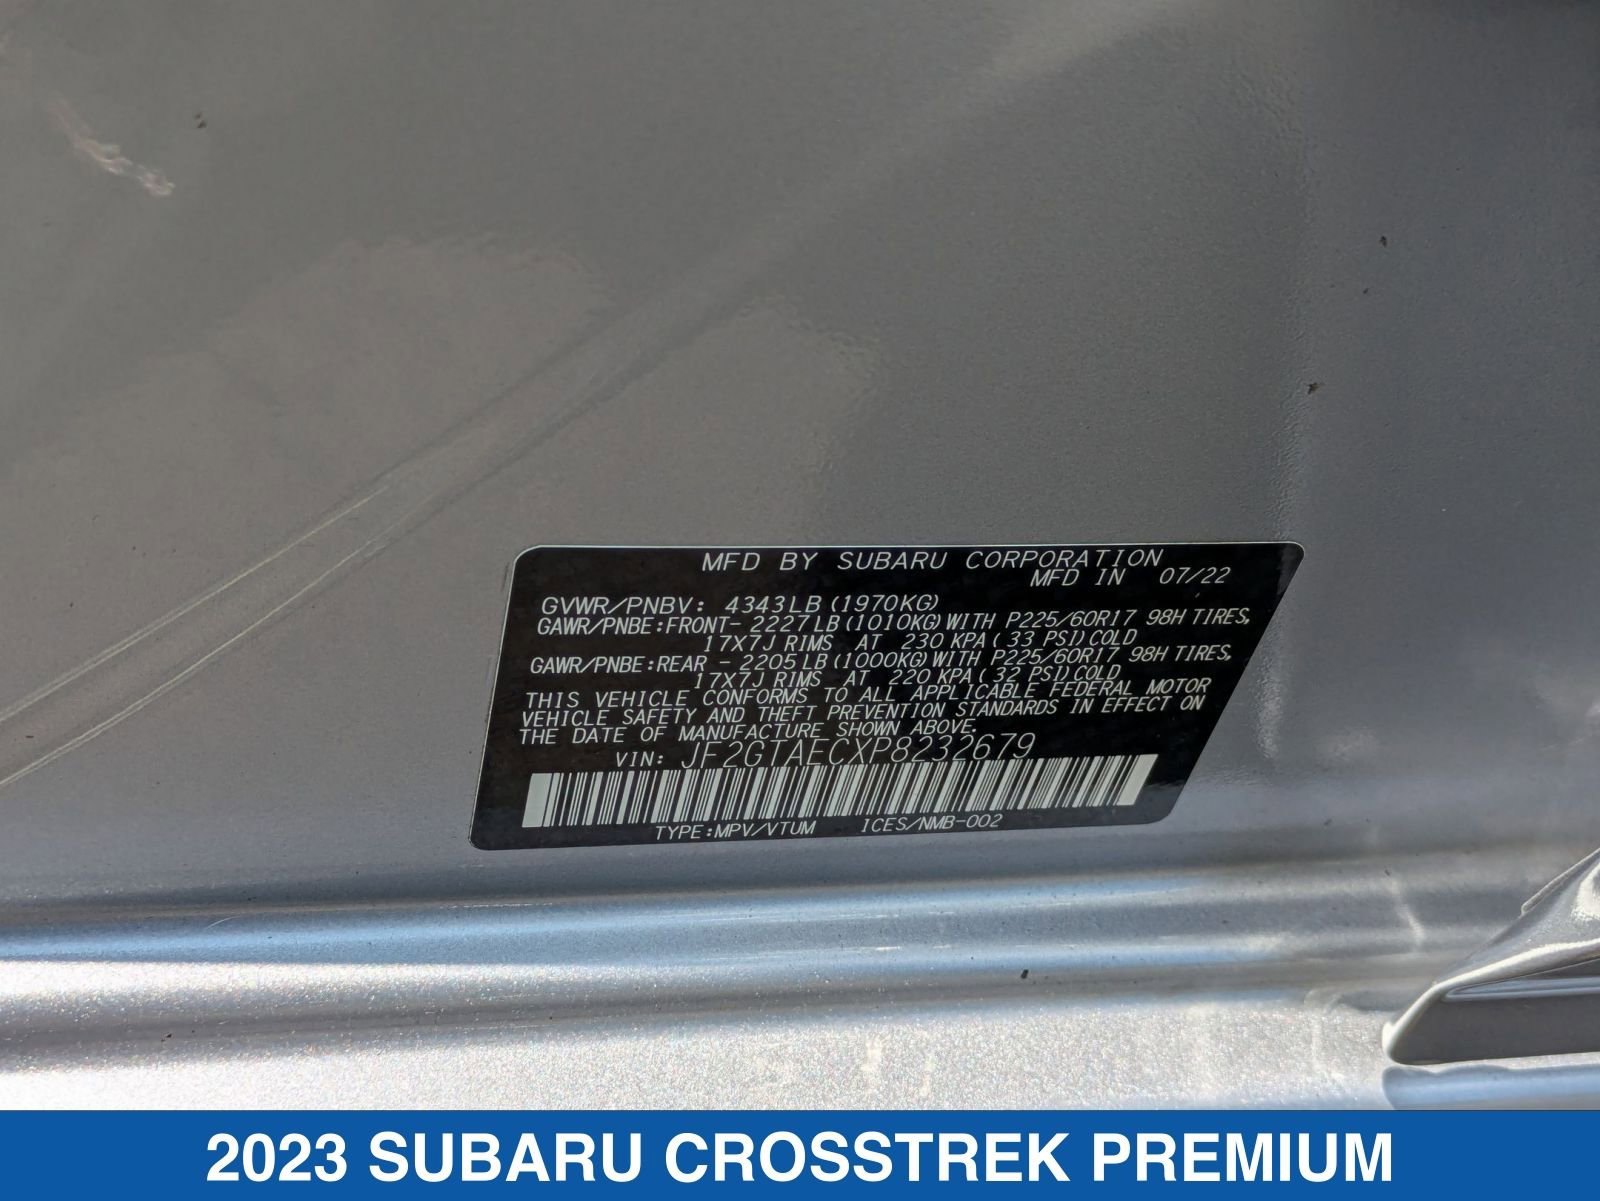 MFD BY SUBARU CORPORATION
MFD IN 07/22
GVWR/PNBV: 4343LB (1970KG)
GAWR/PNBE:FRONT- 2227LB (1010KG) WITH P225/60R17 98H TIRES,
17X7J RIMS AT 230 KPA ( 33 PSI) COLD
GAWR/PNBE:REAR - 2205LB (1000KG) WITH P225/60R17 98H TIRES,
17X7J RIMS AT 220 KPA ( 32 PSI) COLD
THIS VEHICLE CONFORMS TO ALL APPLICABLE FEDERAL MOTOR
VEHICLE SAFETY AND THEFT PREVENTION STANDARDS IN EFFECT ON
THE DATE OF MANUFACTURE SHOWN ABOVE.
VIN: JF2GTAECXP8232679
TYPE:MPV/VTUM ICES/NMB-002
2023 SUBARU CROSSTREK PREMIUM